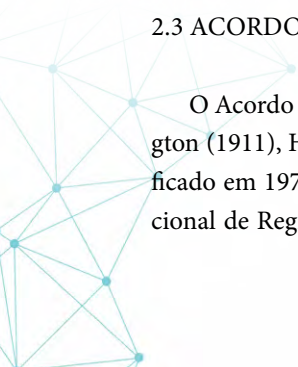 2.3 ACORDO
O Acordo
gton (1911), H
ficado em 197
cional de Reg